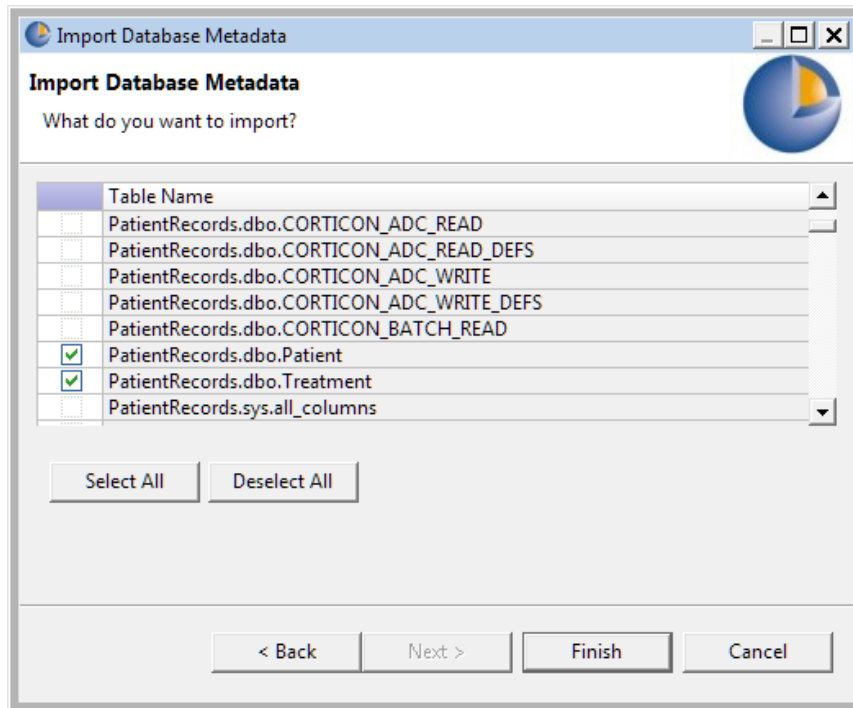 Import Database Metadata
Import Database Metadata
What do you want to import?
Table Name
PatientRecords.dbo.CORTICON_ADC_READ
PatientRecords.dbo.CORTICON_ADC_READ_DEFS
PatientRecords.dbo.CORTICON_ADC_WRITE
PatientRecords.dbo.CORTICON_ADC_WRITE_DEFS
PatientRecords.dbo.CORTICON_BATCH_READ
PatientRecords.dbo.Patient
PatientRecords.dbo.Treatment
PatientRecords.sys.all_columns
Select All Deselect All
< Back Next > Finish Cancel